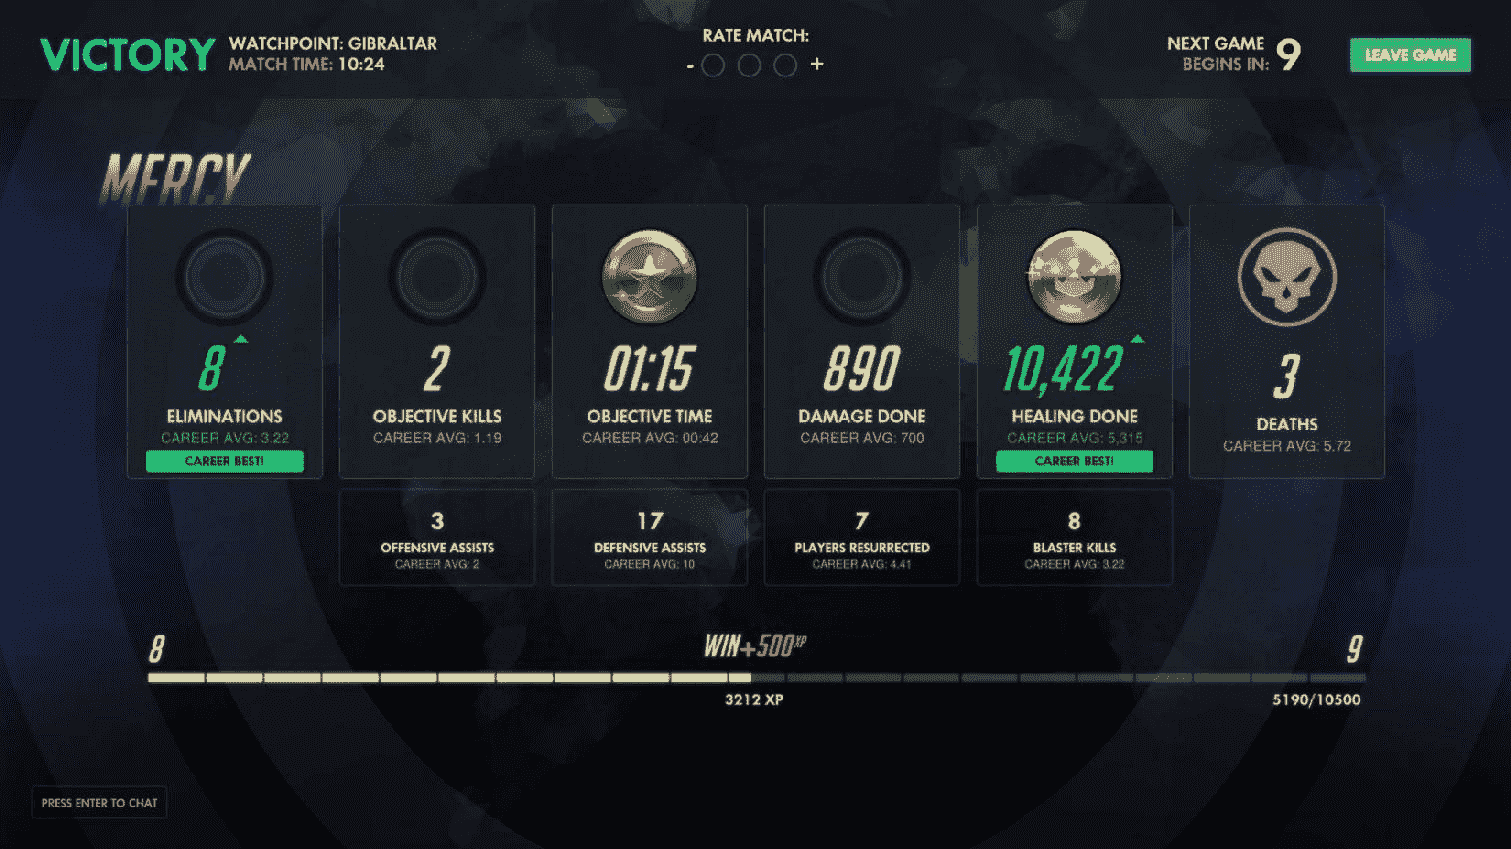 VICTORY
WATCHPOINT: GIBRALTAR
MATCH TIME: 10:24
RATE MATCH:
- +
NEXT GAME
BEGINS IN: 9
LEAVE GAME
MERCY
8
ELIMINATIONS
CAREER AVG: 3.22
CAREER BEST!
2
OBJECTIVE KILLS
CAREER AVG: 1.19
01:15
OBJECTIVE TIME
CAREER AVG: 00:42
890
DAMAGE DONE
CAREER AVG: 700
10,422
HEALING DONE
CAREER AVG: 5,315
CAREER BEST!
3
DEATHS
CAREER AVG: 5.72
3
OFFENSIVE ASSISTS
CAREER AVG: 2
17
DEFENSIVE ASSISTS
CAREER AVG: 10
7
PLAYERS RESURRECTED
CAREER AVG: 4.41
8
BLASTER KILLS
CAREER AVG: 3.22
8
WIN+500XP
9
3212 XP
5190/10500
PRESS ENTER TO CHAT